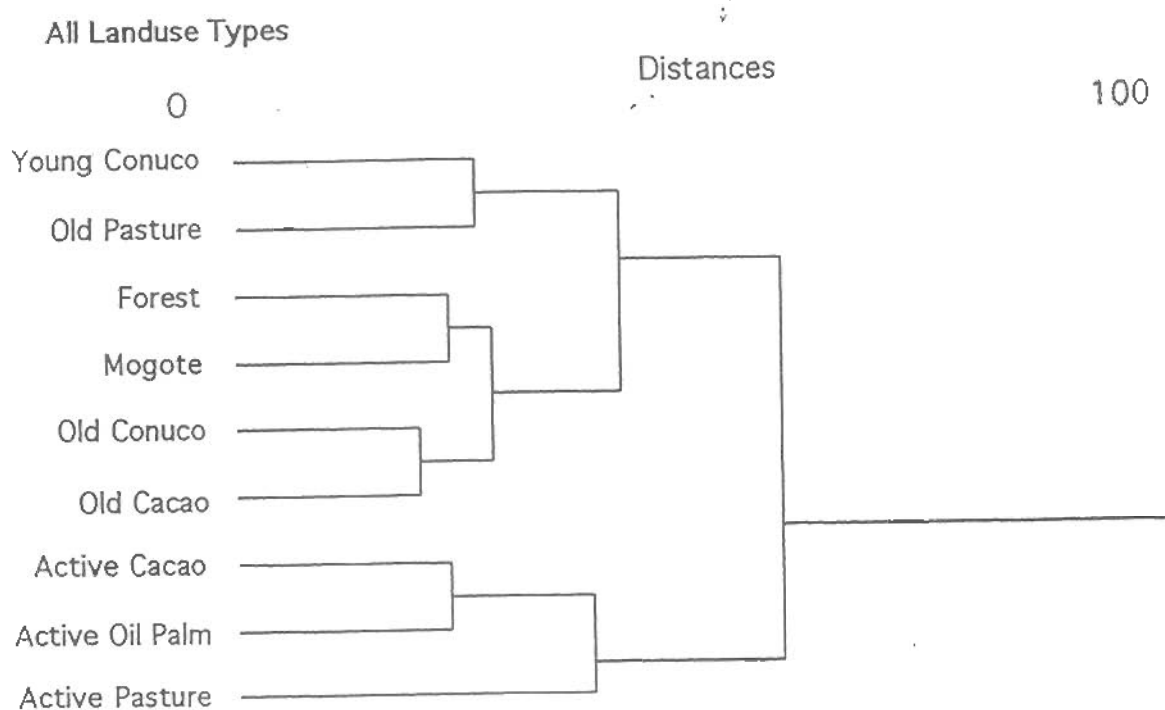 All Landuse Types
Distances
0
100
Young Conuco
Old Pasture
Forest
Mogote
Old Conuco
Old Cacao
Active Cacao
Active Oil Palm
Active Pasture